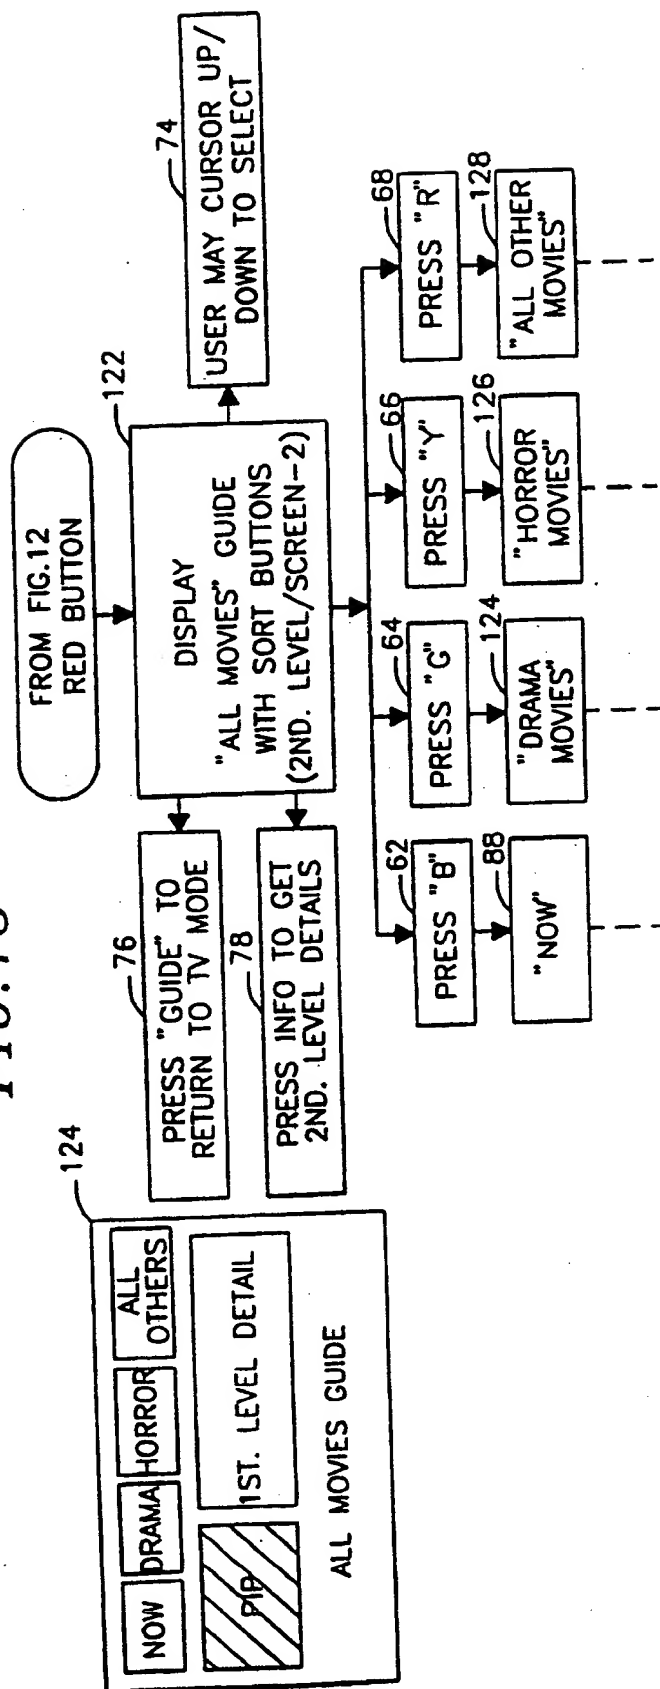 FROM FIG.12
RED BUTTON
122
DISPLAY
"ALL MOVIES" GUIDE
WITH SORT BUTTONS
(2ND. LEVEL/SCREEN-2)
74
USER MAY CURSOR UP/
DOWN TO SELECT
76
PRESS "GUIDE" TO
RETURN TO TV MODE
78
PRESS INFO TO GET
2ND. LEVEL DETAILS
124
NOW
DRAMA
HORROR
ALL
OTHERS
PIP
1ST. LEVEL DETAIL
ALL MOVIES GUIDE
62
PRESS "B"
88
"NOW"
64
PRESS "G"
124
"DRAMA
MOVIES"
66
PRESS "Y"
126
"HORROR
MOVIES"
68
PRESS "R"
128
"ALL OTHER
MOVIES"